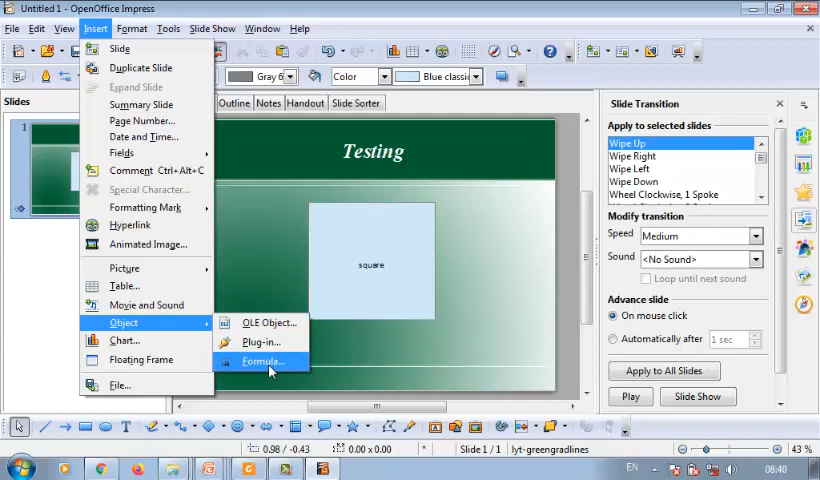 Untitled 1 - OpenOffice Impress
File Edit View Insert Format Tools Slide Show Window Help
Gray 6 Color Blue classic
Slide
Duplicate Slide
Expand Slide
Summary Slide
Page Number...
Date and Time...
Fields
Comment Ctrl+Alt+C
Special Character...
Formatting Mark
Hyperlink
Animated Image...
Picture
Table...
Movie and Sound
Object
Chart...
Floating Frame
File...
OLE Object...
Plug-in...
Formula...
Slides
1
Outline Notes Handout Slide Sorter
Testing
square
Slide Transition
Apply to selected slides
Wipe Up
Wipe Right
Wipe Left
Wipe Down
Wheel Clockwise, 1 Spoke
Modify transition
Speed Medium
Sound <No Sound>
Loop until next sound
Advance slide
On mouse click
Automatically after 1 sec
Apply to All Slides
Play Slide Show
0.98 / -0.43 0.00 x 0.00 * Slide 1 / 1 lyt-greengradlines 43 %
EN 08:40